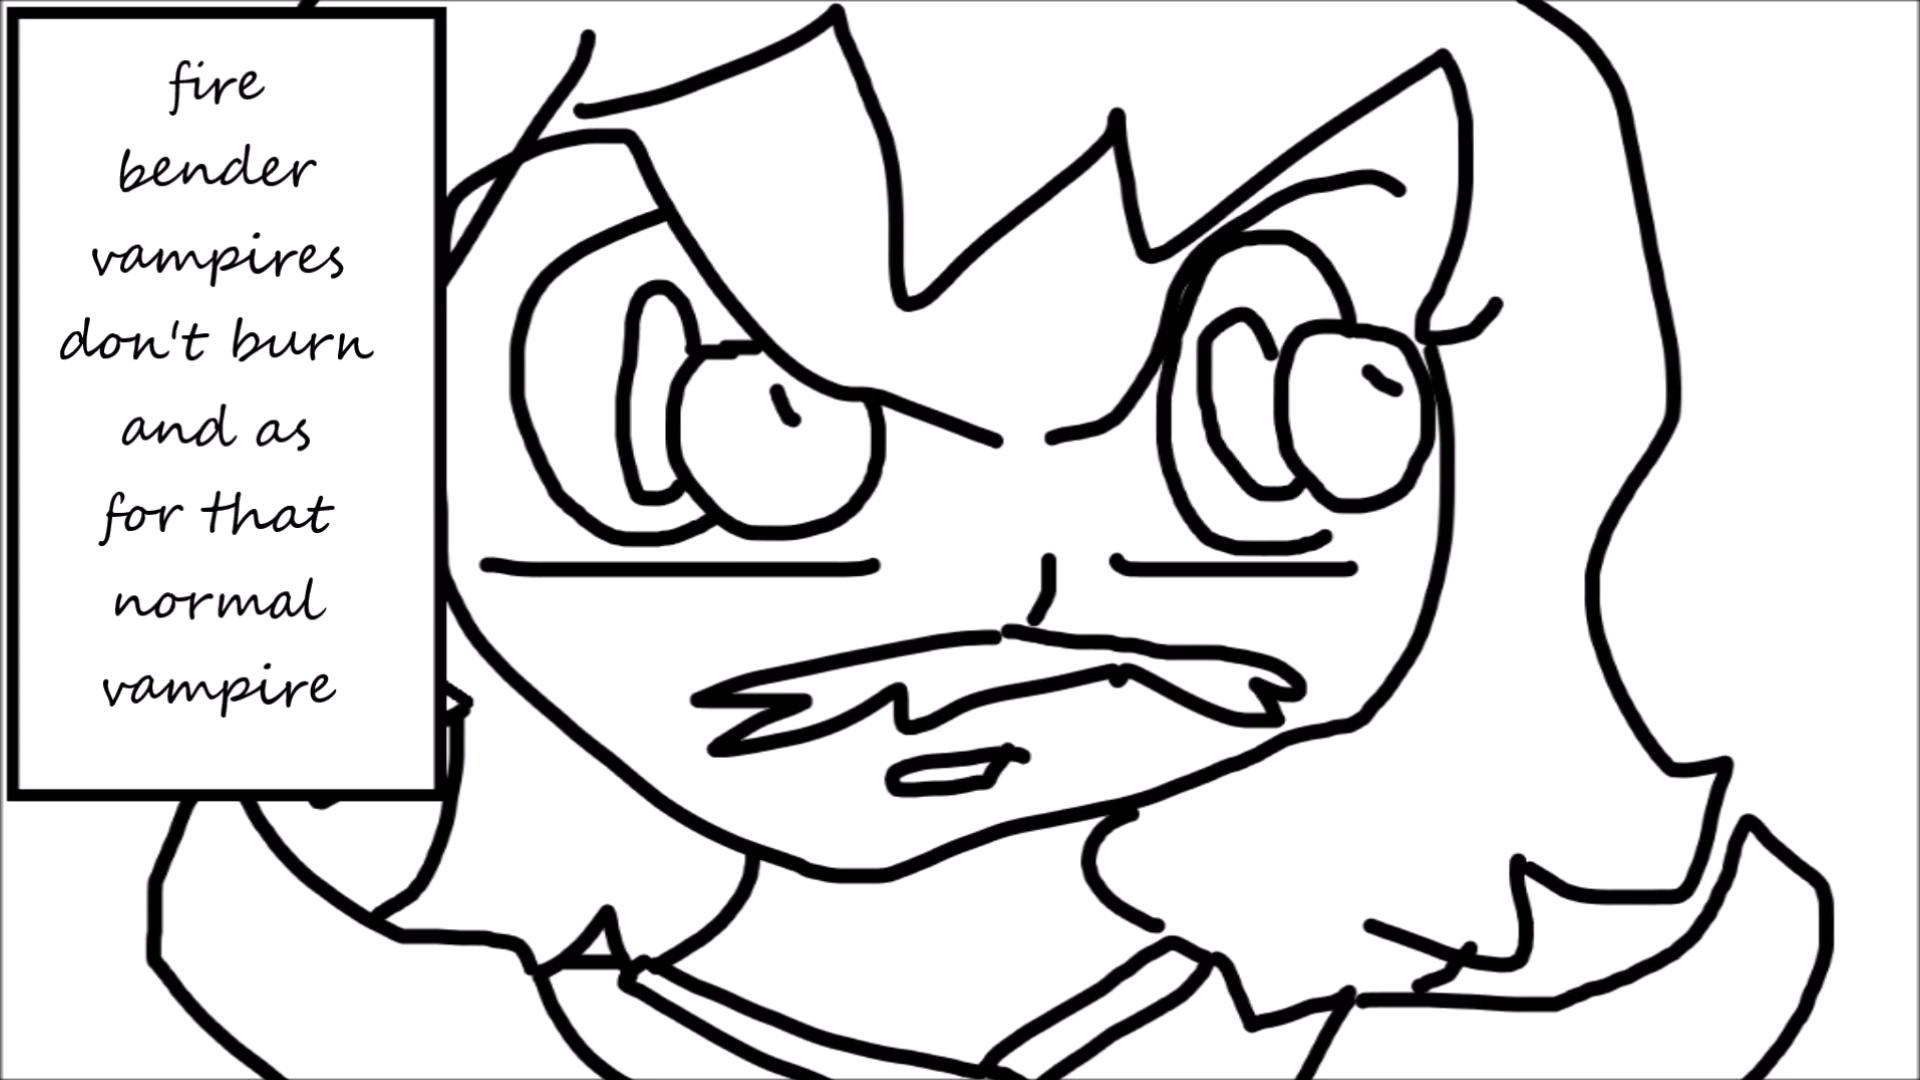 fire
bender
vampires
don't burn
and as
for that
normal
vampire